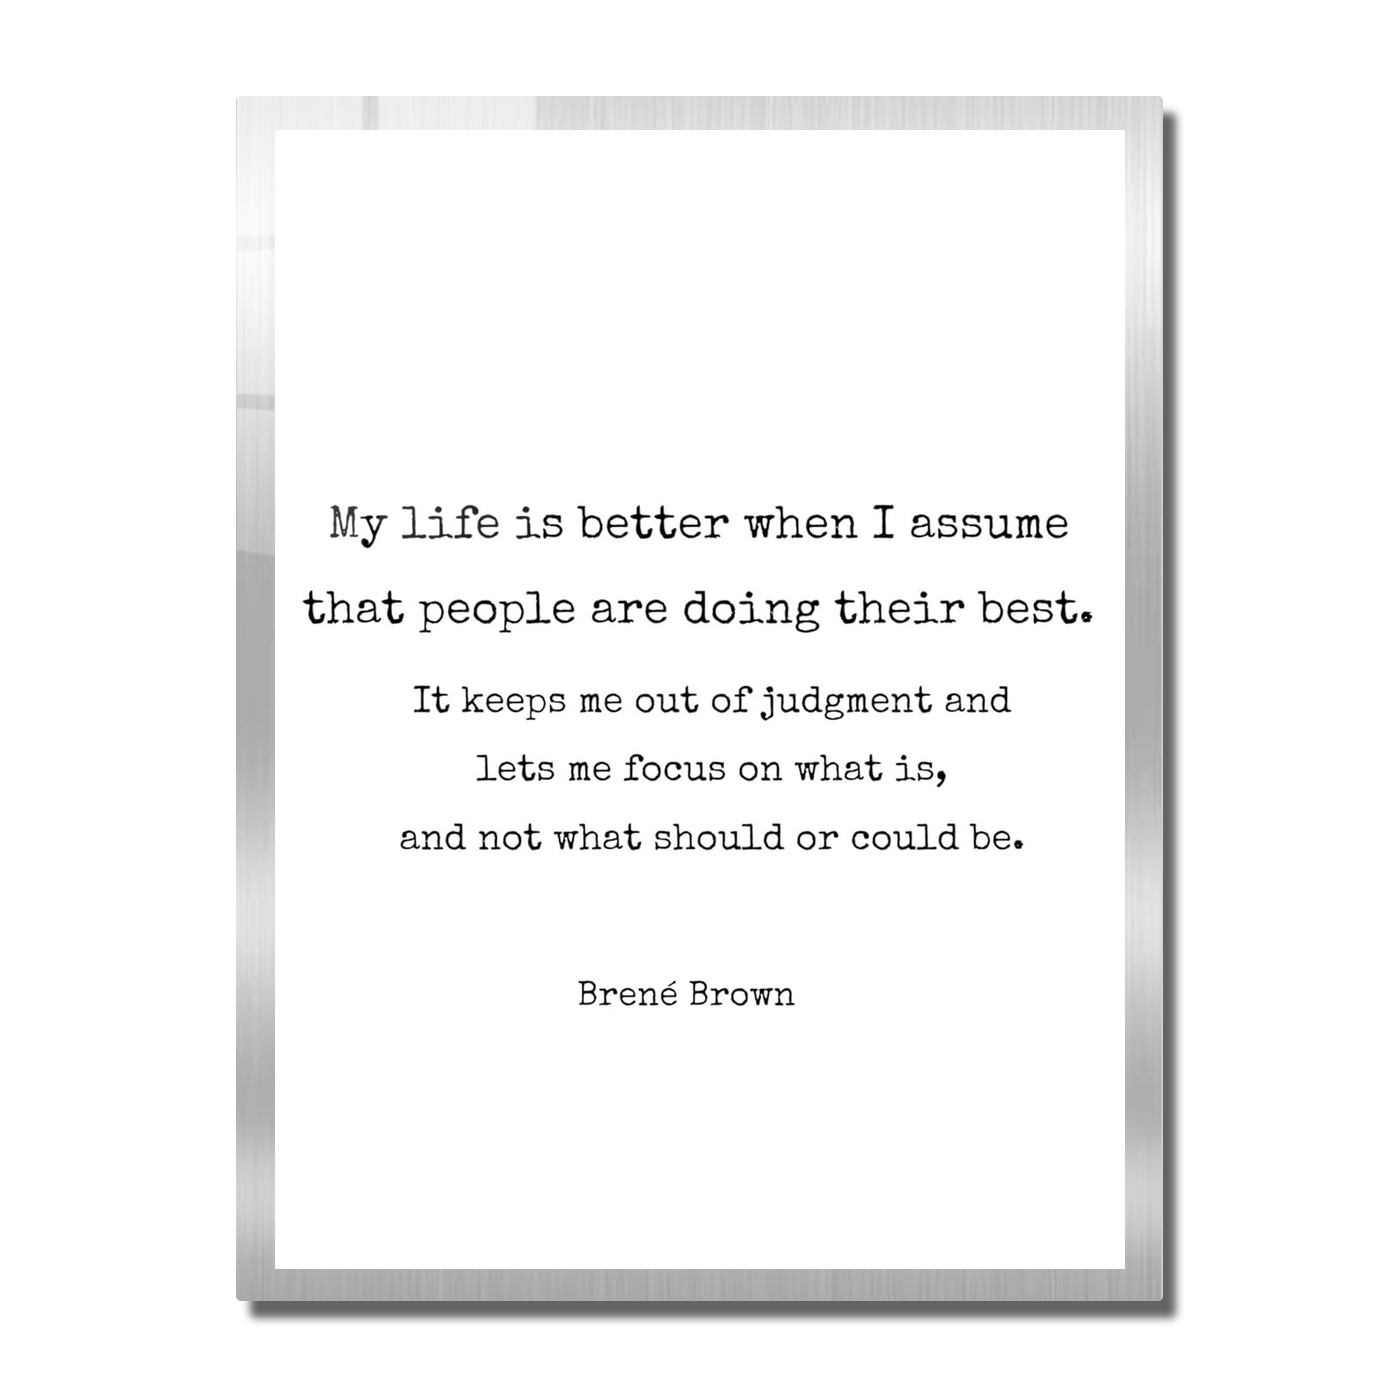 My life is better when I assume
that people are doing their best.
It keeps me out of judgment and
lets me focus on what is,
and not what should or could be.
Brené Brown